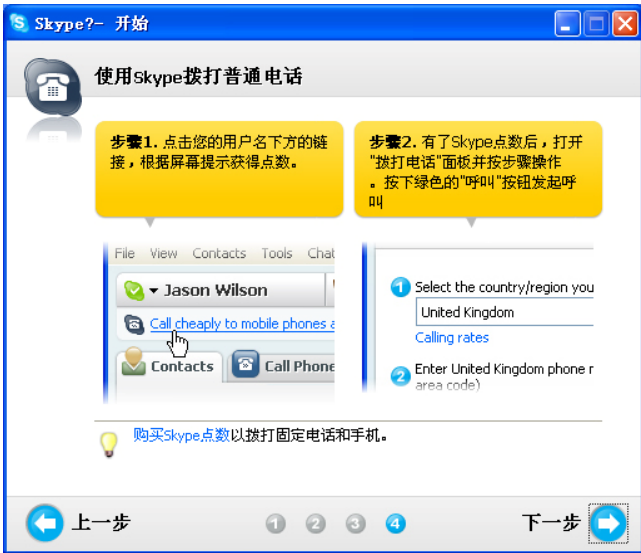 Skype?- 开始
使用Skype拨打普通电话
步骤1. 点击您的用户名下方的链
接，根据屏幕提示获得点数。
步骤2. 有了Skype点数后，打开
"拨打电话"面板并按步骤操作
。按下绿色的"呼叫"按钮发起呼
叫
File View Contacts Tools Chat
Jason Wilson
Call cheaply to mobile phones a
Contacts Call Phone
1 Select the country/region you
United Kingdom
Calling rates
2 Enter United Kingdom phone r
area code)
购买Skype点数以拨打固定电话和手机。
上一步 1 2 3 4 下一步